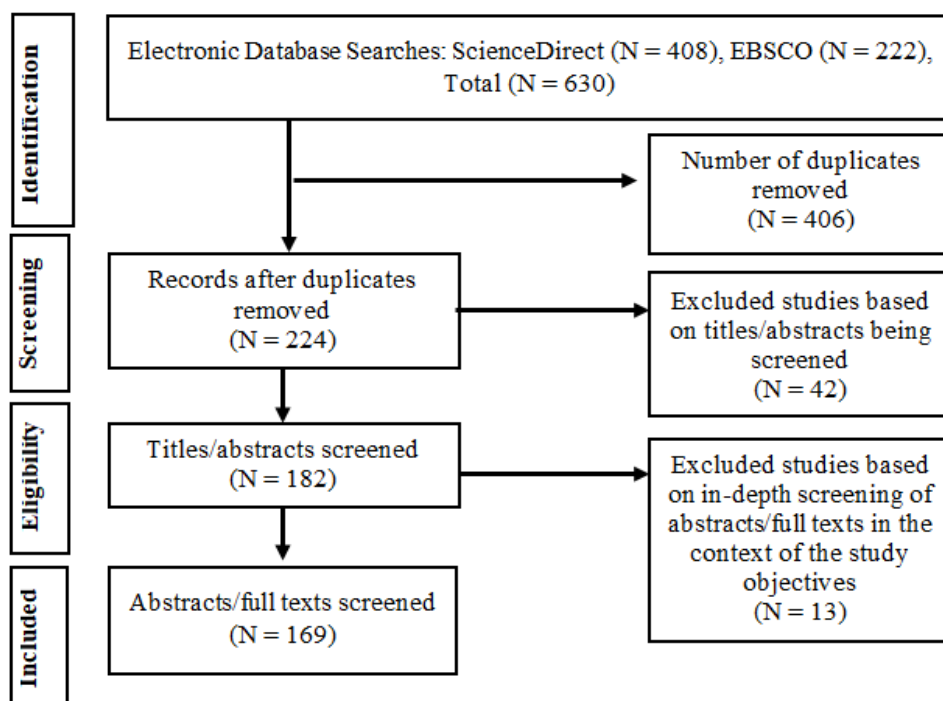 Identification
Electronic Database Searches: ScienceDirect (N = 408), EBSCO (N = 222),
Total (N = 630)
Number of duplicates
removed
(N = 406)
Screening
Records after duplicates
removed
(N = 224)
Excluded studies based
on titles/abstracts being
screened
(N = 42)
Eligibility
Titles/abstracts screened
(N = 182)
Excluded studies based
on in-depth screening of
abstracts/full texts in the
context of the study
objectives
(N = 13)
Included
Abstracts/full texts screened
(N = 169)